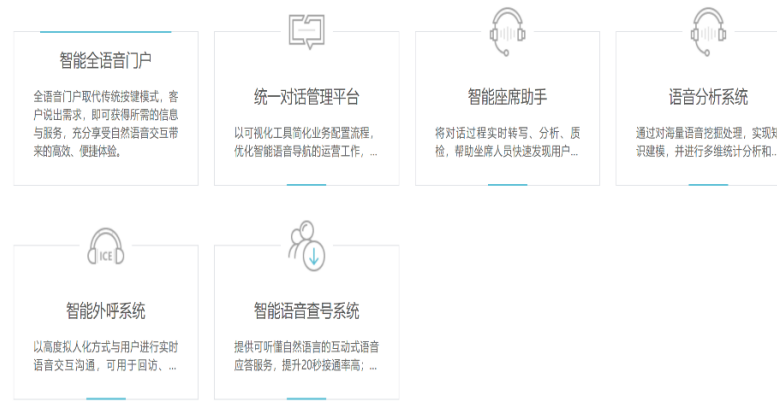 智能全语音门户
全语音门户取代传统按键模式，客
户说出需求，即可获得所需的信息
与服务，充分享受自然语音交互带
来的高效、便捷体验。
统一对话管理平台
以可视化工具简化业务配置流程，
优化智能语音导航的运营工作，...
智能座席助手
将对话过程实时转写、分析、质
检，帮助坐席人员快速发现用户...
语音分析系统
通过对海量语音挖掘处理，实现知
识建模，并进行多维统计分析和...
ICE
智能外呼系统
以高度拟人化方式与用户进行实时
语音交互沟通，可用于回访、...
智能语音查号系统
提供可听懂自然语言的互动式语音
应答服务，提升20秒接通率高；...